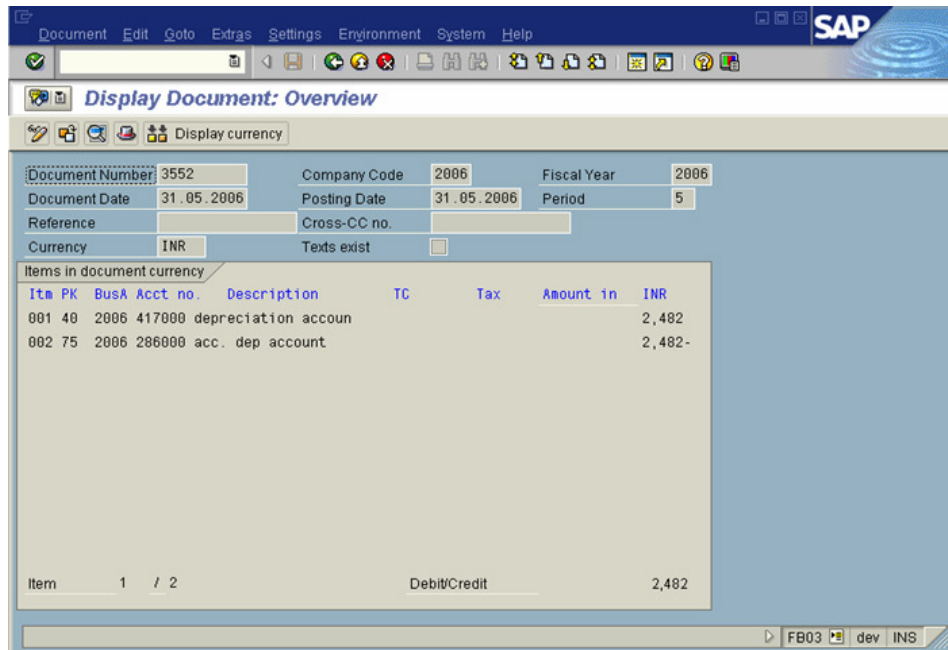 Document Edit Goto Extras Settings Environment System Help
SAP
Display Document: Overview
Display currency
Document Number 3552 Company Code 2006 Fiscal Year 2006
Document Date 31.05.2006 Posting Date 31.05.2006 Period 5
Reference Cross-CC no.
Currency INR Texts exist
Items in document currency
Itm PK BusA Acct no. Description TC Tax Amount in INR
001 40 2006 417000 depreciation accoun 2,482
002 75 2006 286000 acc. dep account 2,482-
Item 1 / 2 Debit/Credit 2,482
FB03 dev INS